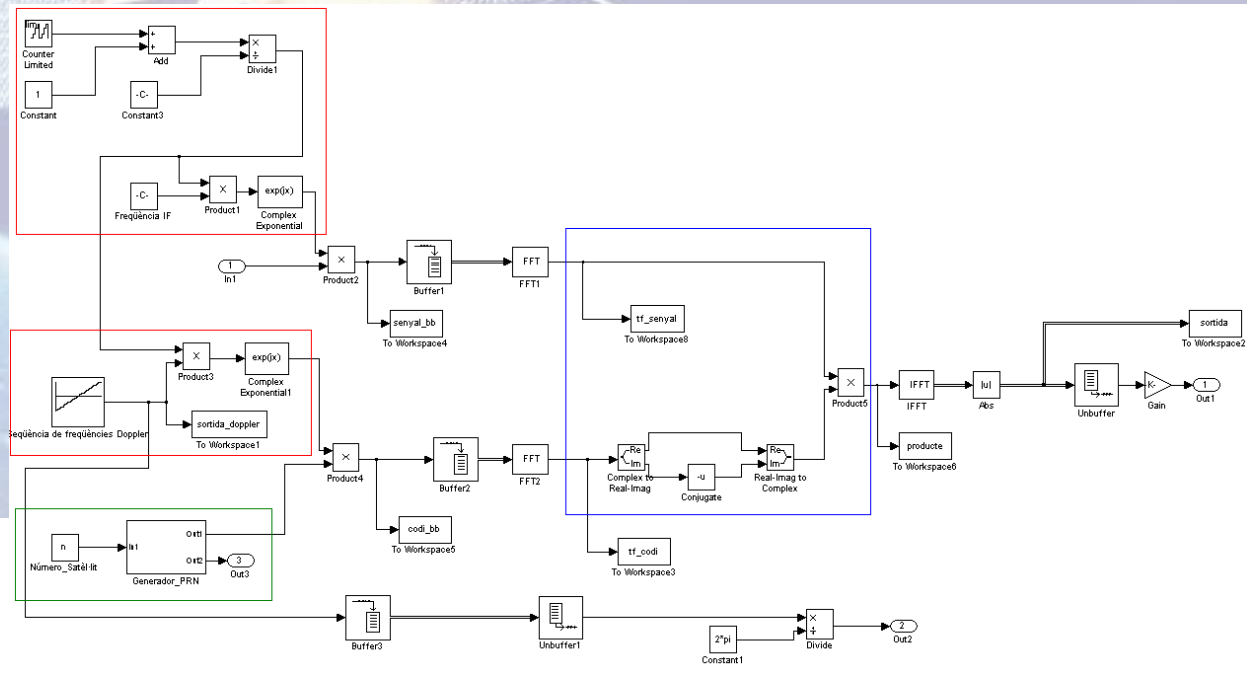 lim
Counter
Limited
+
+
Add
×
÷
Divide1
1
Constant
-C-
Constant3
-C-
Freqüència IF
×
Product1
exp(jx)
Complex
Exponential
1
In1
×
Product2
Buffer1
FFT
FFT1
senyal_bb
To Workspace4
tf_senyal
To Workspace8
sortida
To Workspace2
×
Product3
exp(jx)
Complex
Exponential1
×
Product5
IFFT
IFFT
|u|
Abs
Unbuffer
K-
Gain
1
Out1
Seqüència de freqüències Doppler
sortida_doppler
To Workspace1
×
Product4
Buffer2
FFT
FFT2
Re
Im
Complex to
Real-Imag
-u
Conjugate
Re
Im
Real-Imag to
Complex
producte
To Workspace6
codi_bb
To Workspace5
tf_codi
To Workspace3
n
Número_Satèl·lit
In1
Out1
Out2
Generador_PRN
3
Out3
Buffer3
Unbuffer1
2*pi
Constant1
×
÷
Divide
2
Out2